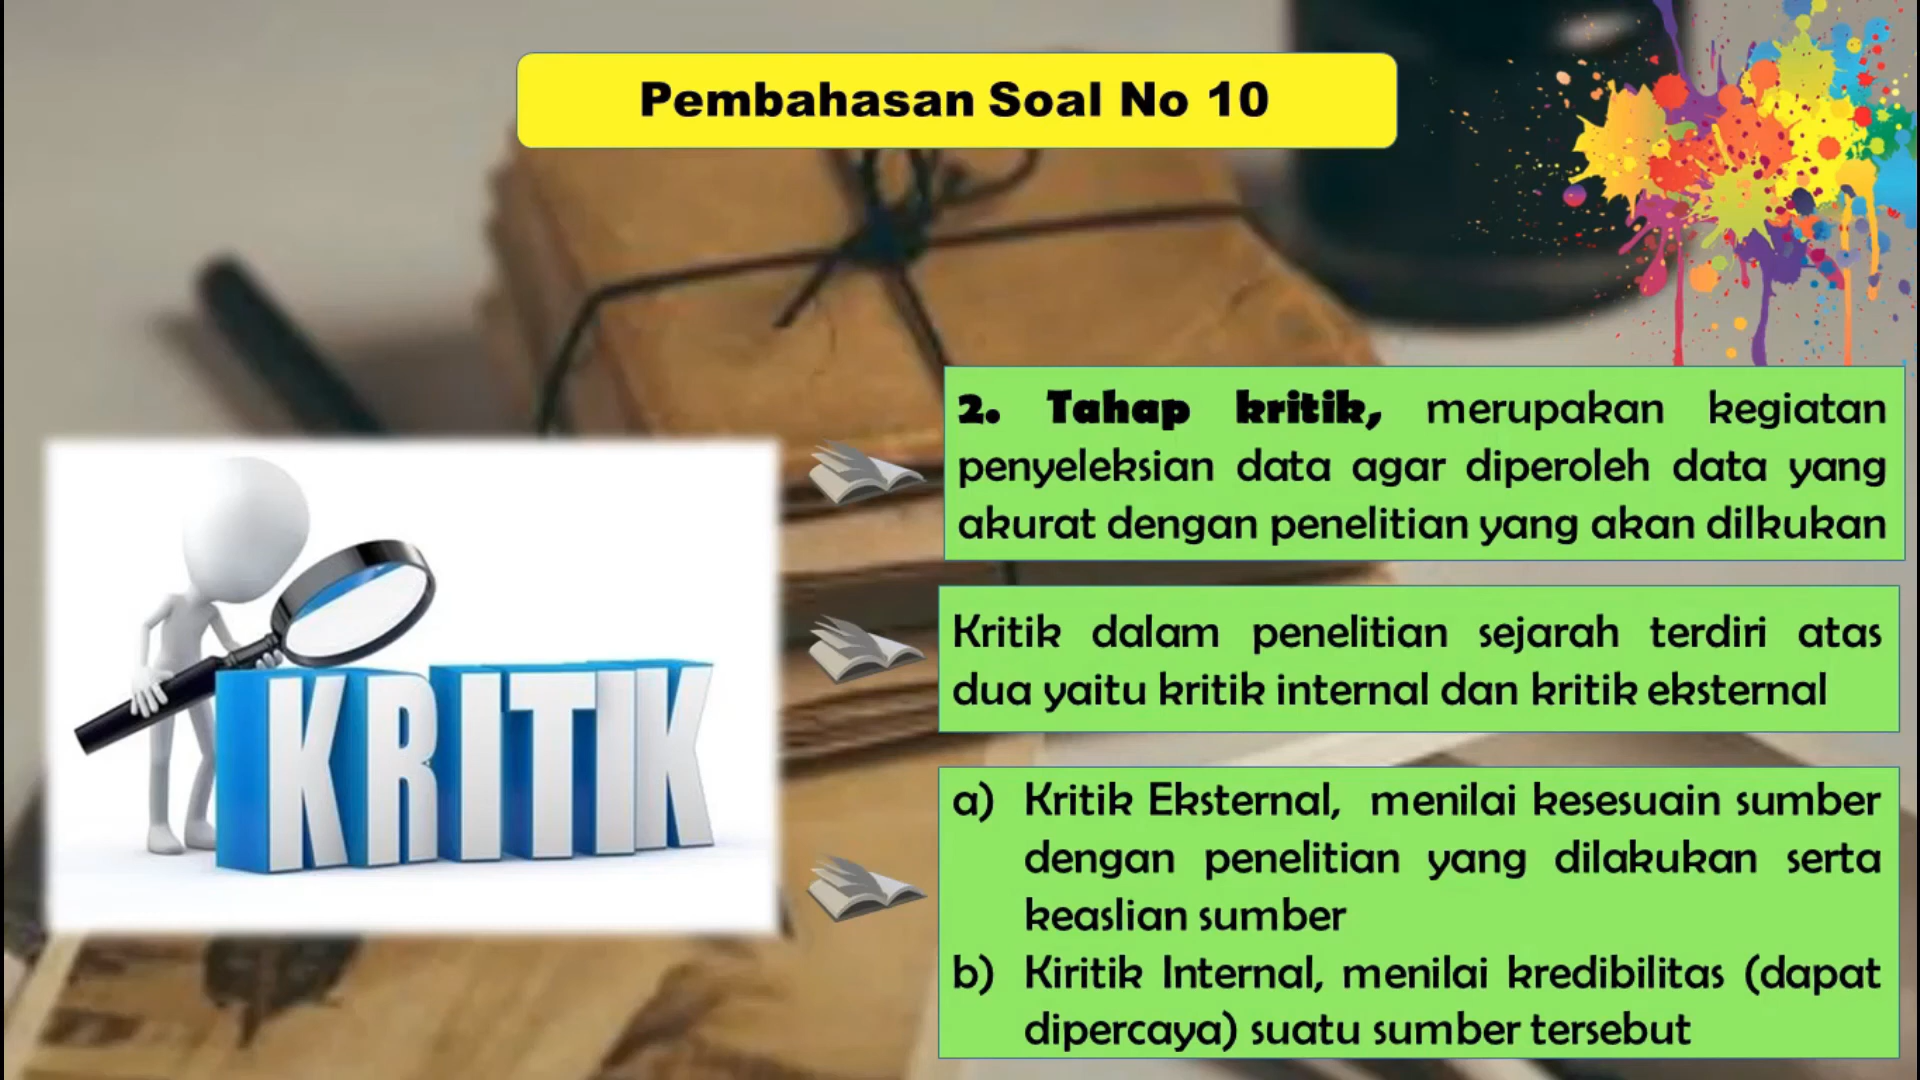 Pembahasan Soal No 10
2. Tahap kritik, merupakan kegiatan
penyeleksian data agar diperoleh data yang
akurat dengan penelitian yang akan dilkukan
KRITIK
Kritik dalam penelitian sejarah terdiri atas
dua yaitu kritik internal dan kritik eksternal
a) Kritik Eksternal, menilai kesesuain sumber
dengan penelitian yang dilakukan serta
keaslian sumber
b) Kiritik Internal, menilai kredibilitas (dapat
dipercaya) suatu sumber tersebut